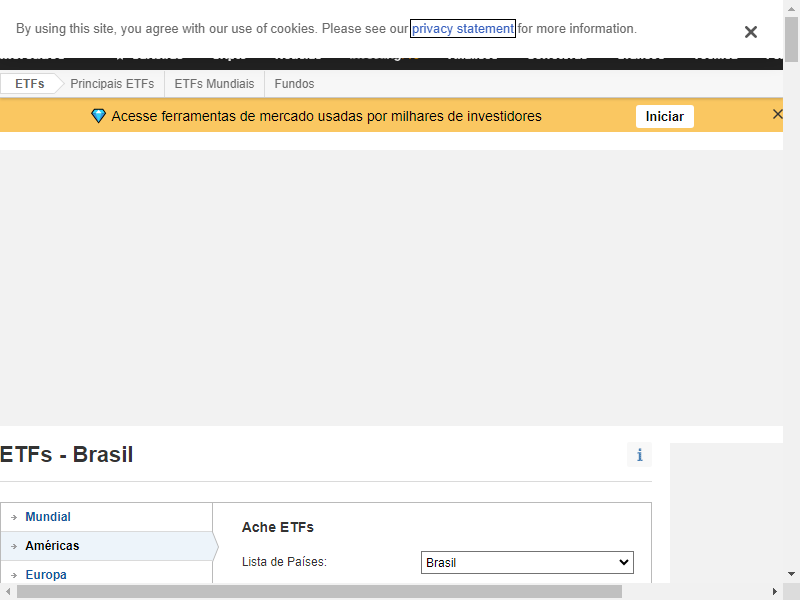 By using this site, you agree with our use of cookies. Please see our privacy statement for more information.
ETFs Principais ETFs ETFs Mundiais Fundos
Acesse ferramentas de mercado usadas por milhares de investidores Iniciar
ETFs - Brasil
Mundial
Américas
Europa
Ache ETFs
Lista de Países: Brasil